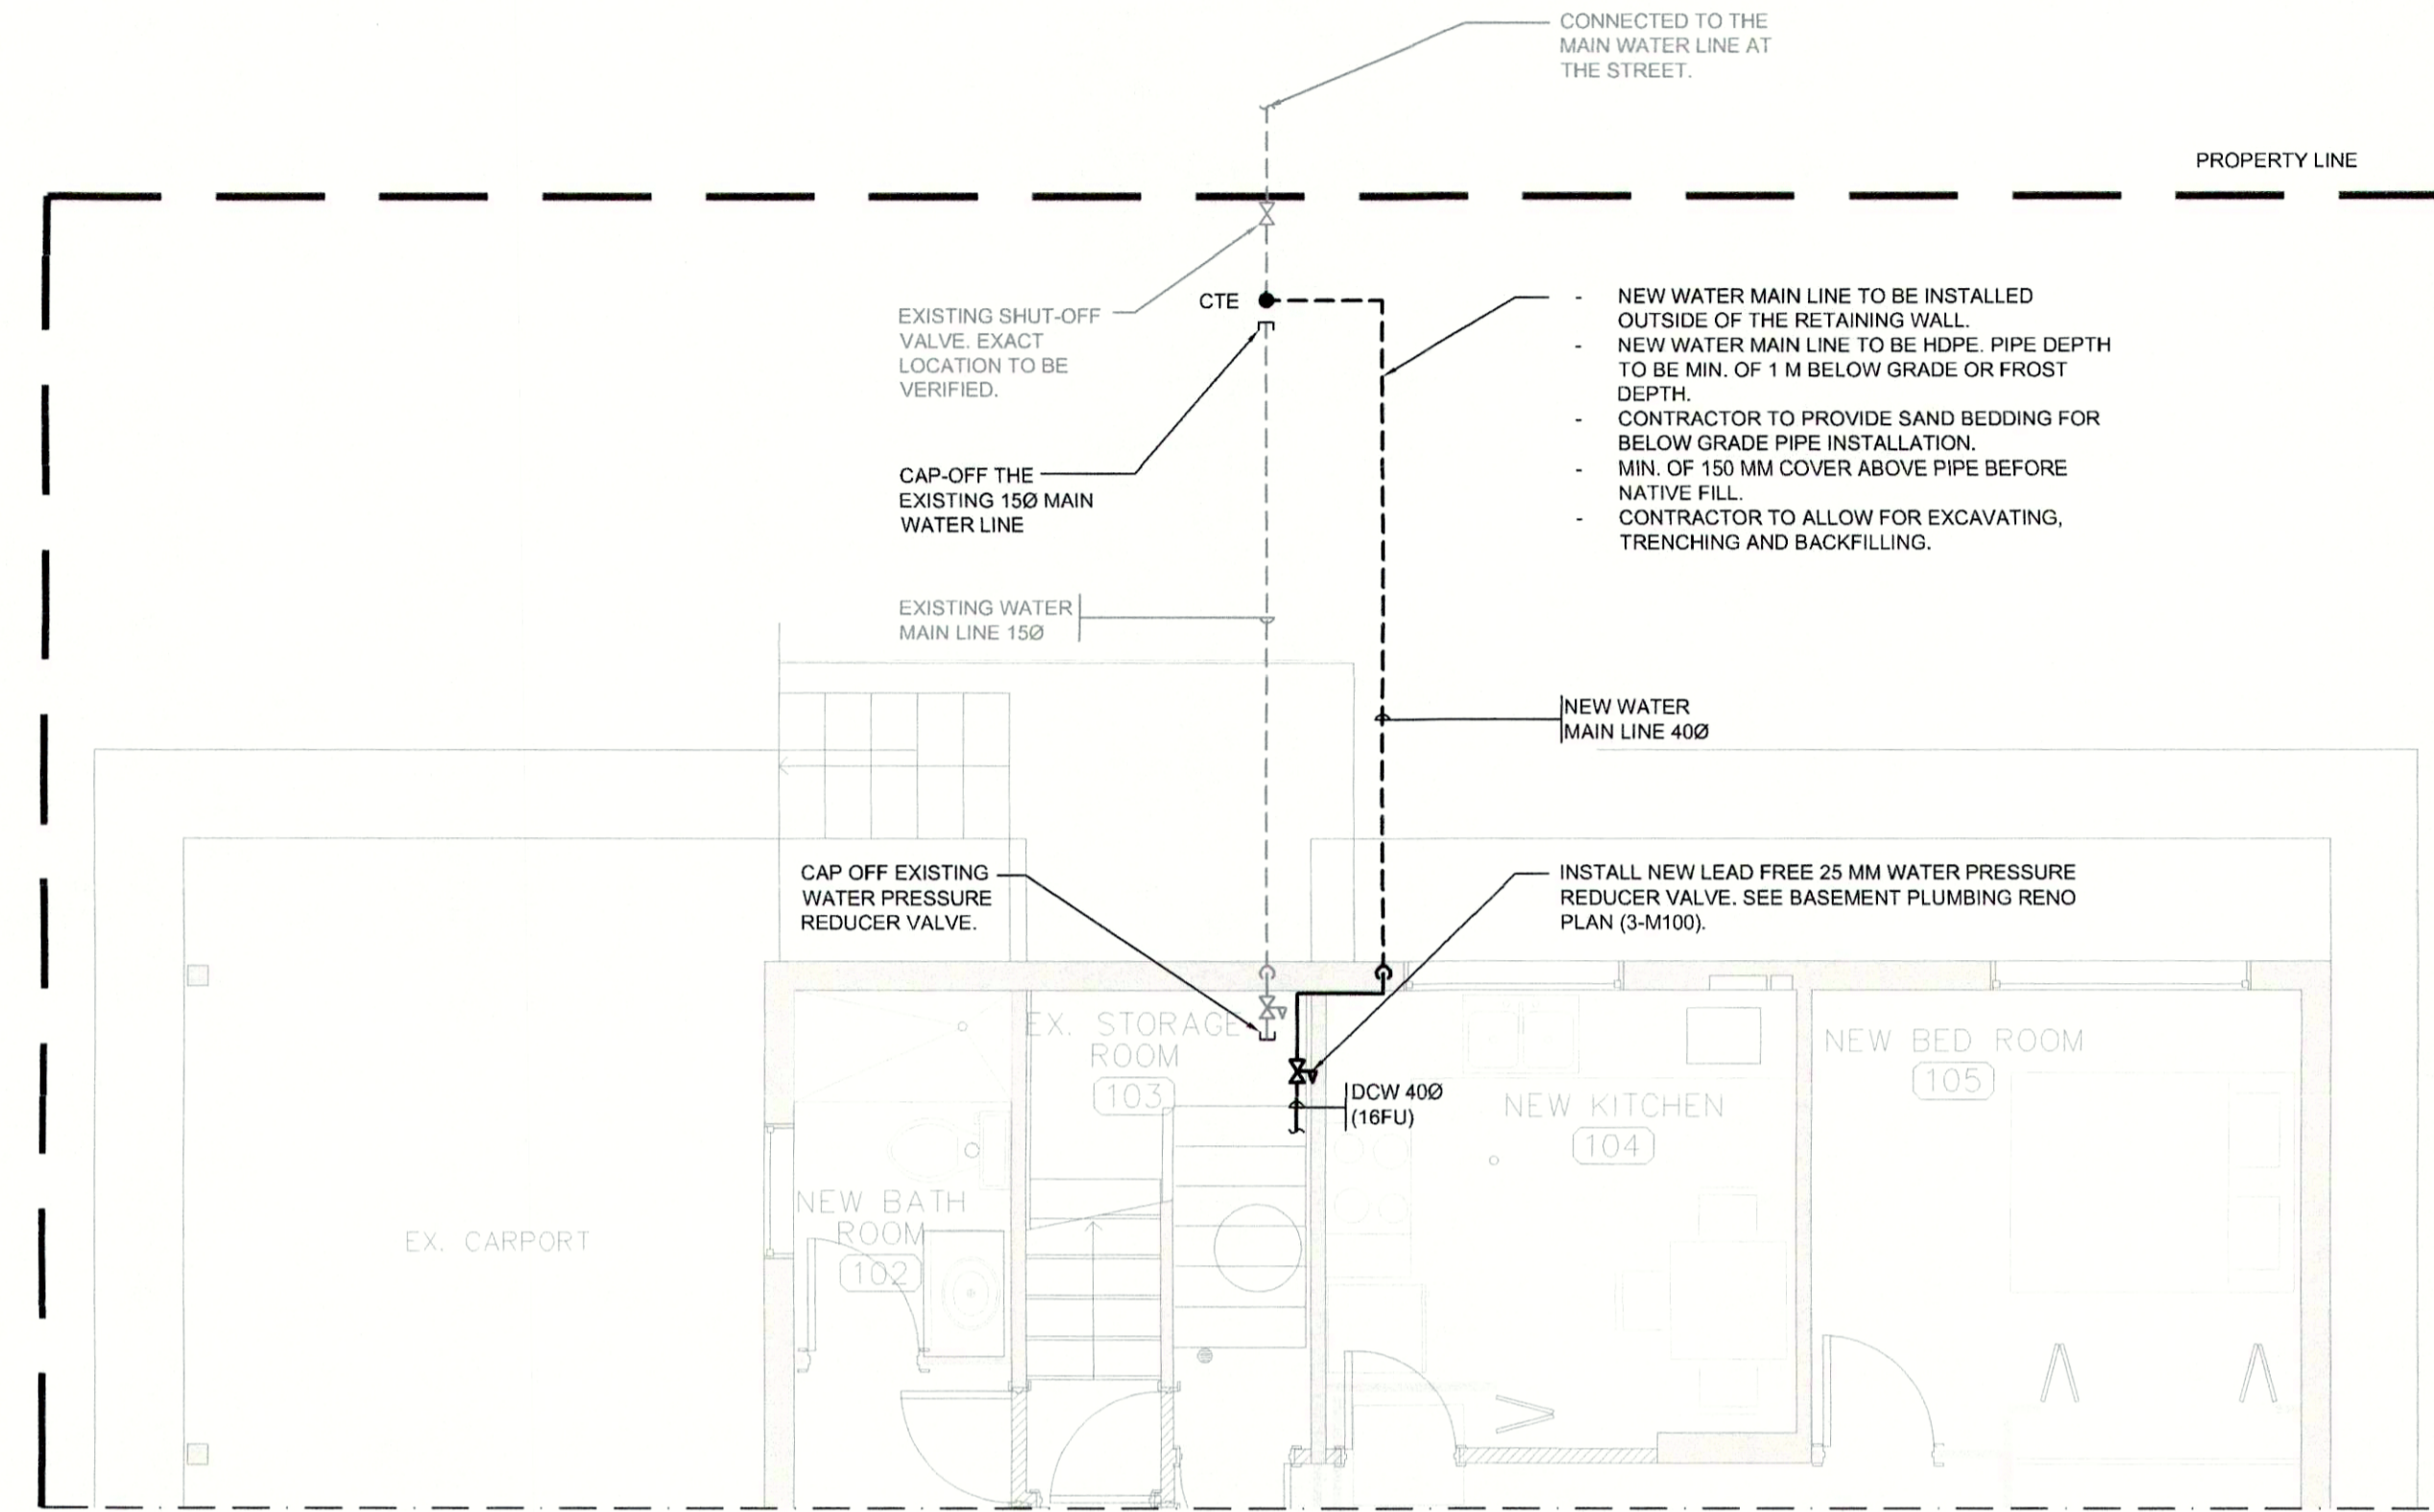 CONNECTED TO THE
MAIN WATER LINE AT
THE STREET.
PROPERTY LINE
EXISTING SHUT-OFF
VALVE. EXACT
LOCATION TO BE
VERIFIED.
CTE
- NEW WATER MAIN LINE TO BE INSTALLED
OUTSIDE OF THE RETAINING WALL.
- NEW WATER MAIN LINE TO BE HDPE. PIPE DEPTH
TO BE MIN. OF 1 M BELOW GRADE OR FROST
DEPTH.
- CONTRACTOR TO PROVIDE SAND BEDDING FOR
BELOW GRADE PIPE INSTALLATION.
- MIN. OF 150 MM COVER ABOVE PIPE BEFORE
NATIVE FILL.
- CONTRACTOR TO ALLOW FOR EXCAVATING,
TRENCHING AND BACKFILLING.
CAP-OFF THE
EXISTING 15Ø MAIN
WATER LINE
EXISTING WATER
MAIN LINE 15Ø
NEW WATER
MAIN LINE 40Ø
CAP OFF EXISTING
WATER PRESSURE
REDUCER VALVE.
INSTALL NEW LEAD FREE 25 MM WATER PRESSURE
REDUCER VALVE. SEE BASEMENT PLUMBING RENO
PLAN (3-M100).
EX. STORAGE
ROOM
103
DCW 40Ø
(16FU)
NEW KITCHEN
104
NEW BED ROOM
105
NEW BATH
ROOM
102
EX. CARPORT